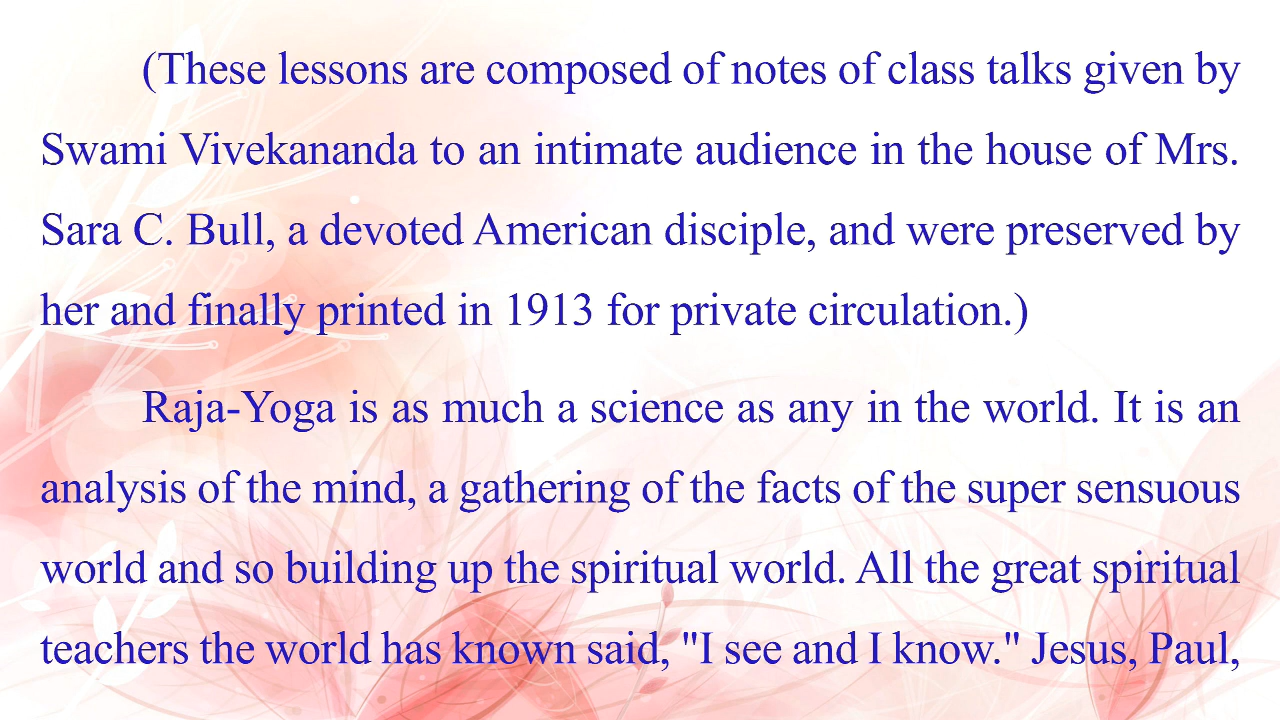 (These lessons are composed of notes of class talks given by
Swami Vivekananda to an intimate audience in the house of Mrs.
Sara C. Bull, a devoted American disciple, and were preserved by
her and finally printed in 1913 for private circulation.)
Raja-Yoga is as much a science as any in the world. It is an
analysis of the mind, a gathering of the facts of the super sensuous
world and so building up the spiritual world. All the great spiritual
teachers the world has known said, "I see and I know." Jesus, Paul,